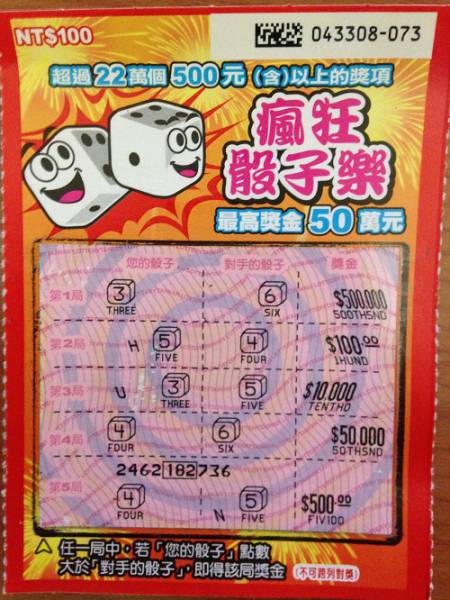 NT$100
043308-073
超過22萬個500元(含)以上的獎項
瘋狂
骰子樂
最高獎金50萬元
您的骰子 對手的骰子 獎金
第1局 3 THREE 6 SIX $500,000 500THSND
第2局 H 5 FIVE 4 FOUR $100.00 1HUND
第3局 U 3 THREE 5 FIVE $10,000 TENTHO
第4局 4 FOUR 6 SIX $50,000 50THSND
2462182736
第5局 4 FOUR N 5 FIVE $500.00 FIV100
任一局中，若「您的骰子」點數
大於「對手的骰子」，即得該局獎金 (不可跨列對獎)